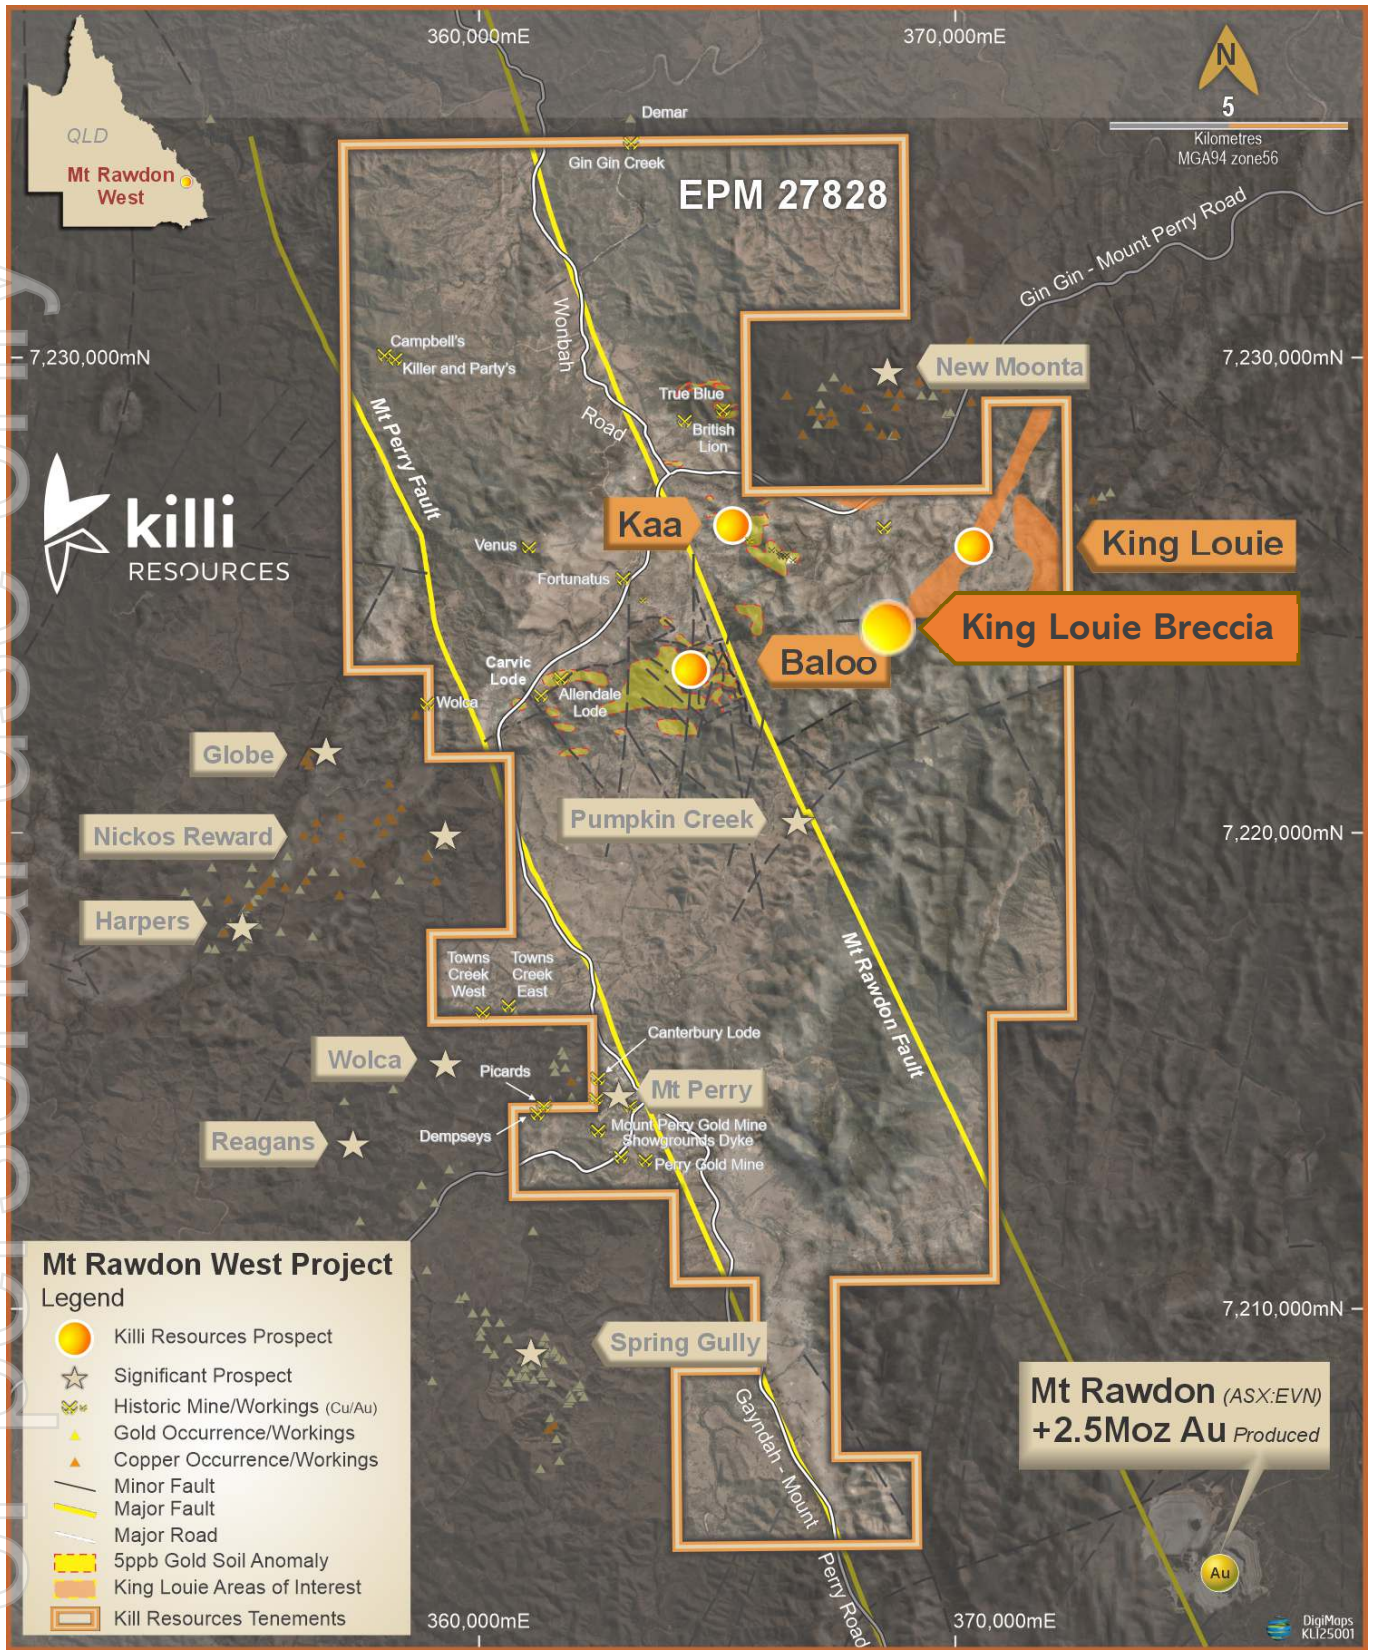 360,000mE
370,000mE
N
5
Kilometres
MGA94 zone56
QLD
Mt Rawdon
West
Demar
Gin Gin Creek
EPM 27828
Gin Gin - Mount Perry Road
7,230,000mN
7,230,000mN
Campbell's
Killer and Party's
Wonbah
Road
New Moonta
True Blue
British
Lion
Mt Perry Fault
killi
RESOURCES
Kaa
King Louie
Venus
Fortunatus
King Louie Breccia
Baloo
Carvic
Lode
Allendale
Lode
Wolca
Globe
Nickos Reward
Pumpkin Creek
7,220,000mN
Harpers
Towns
Creek
West
Towns
Creek
East
Mt Rawdon Fault
Canterbury Lode
Wolca
Picards
Mt Perry
Dempseys
Mount Perry Gold Mine
Showgrounds Dyke
Perry Gold Mine
Reagans
Mt Rawdon West Project
Legend
Killi Resources Prospect
Significant Prospect
Historic Mine/Workings (Cu/Au)
Gold Occurrence/Workings
Copper Occurrence/Workings
Minor Fault
Major Fault
Major Road
5ppb Gold Soil Anomaly
King Louie Areas of Interest
Kill Resources Tenements
7,210,000mN
Spring Gully
Gayndah - Mount
Perry Road
Mt Rawdon (ASX:EVN)
+2.5Moz Au Produced
Au
360,000mE
370,000mE
DigiMaps
KLI25001